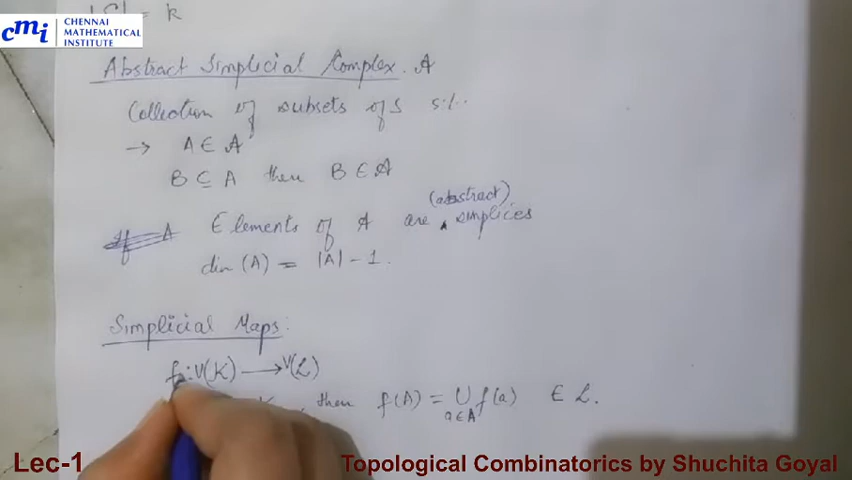 |S| = k
cmi CHENNAI
MATHEMATICAL
INSTITUTE
Abstract Simplicial Complex. A
Collection of subsets of S s.t.
→ A ∈ A
B ⊆ A then B ∈ A
(abstract)
Elements of A are simplices
dim (A) = |A| - 1.
Simplicial Maps:
f : V(K) → V(L)
K, then f(A) = ∪ f(a) ∈ L.
a∈A
Lec-1
Topological Combinatorics by Shuchita Goyal